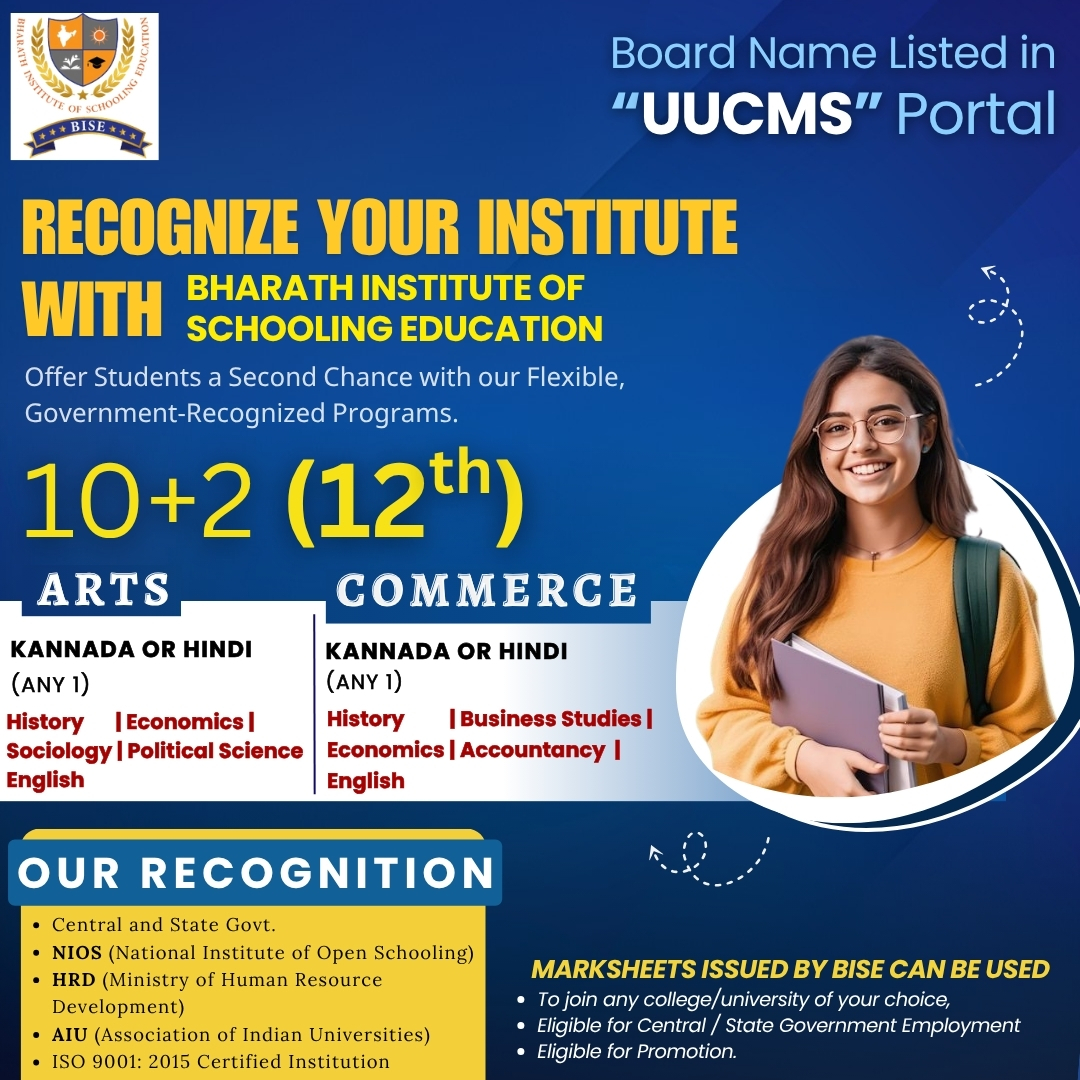 BHARATH INSTITUTE OF SCHOOLING EDUCATION
BISE
Board Name Listed in
“UUCMS” Portal
RECOGNIZE YOUR INSTITUTE
WITH BHARATH INSTITUTE OF
SCHOOLING EDUCATION
Offer Students a Second Chance with our Flexible,
Government-Recognized Programs.
10+2 (12th)
ARTS
KANNADA OR HINDI
(ANY 1)
History | Economics |
Sociology | Political Science
English
COMMERCE
KANNADA OR HINDI
(ANY 1)
History | Business Studies |
Economics | Accountancy |
English
OUR RECOGNITION
• Central and State Govt.
• NIOS (National Institute of Open Schooling)
• HRD (Ministry of Human Resource
Development)
• AIU (Association of Indian Universities)
• ISO 9001: 2015 Certified Institution
MARKSHEETS ISSUED BY BISE CAN BE USED
• To join any college/university of your choice,
• Eligible for Central / State Government Employment
• Eligible for Promotion.